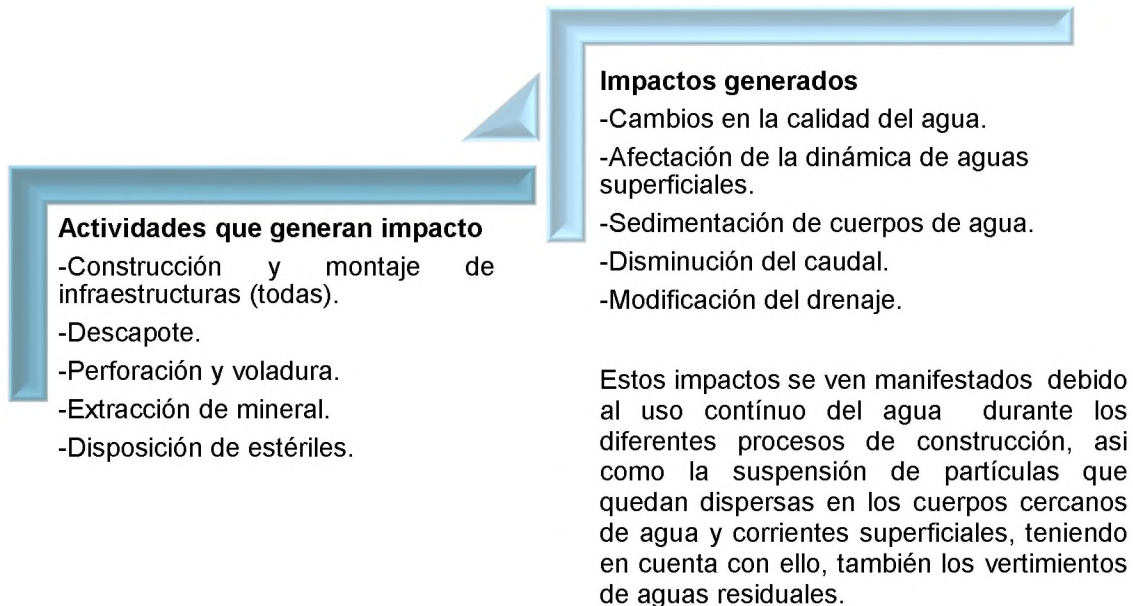 Actividades que generan impacto
-Construcción y montaje de
infraestructuras (todas).
-Descapote.
-Perforación y voladura.
-Extracción de mineral.
-Disposición de estériles.
Impactos generados
-Cambios en la calidad del agua.
-Afectación de la dinámica de aguas
superficiales.
-Sedimentación de cuerpos de agua.
-Disminución del caudal.
-Modificación del drenaje.
Estos impactos se ven manifestados debido
al uso contínuo del agua durante los
diferentes procesos de construcción, asi
como la suspensión de partículas que
quedan dispersas en los cuerpos cercanos
de agua y corrientes superficiales, teniendo
en cuenta con ello, también los vertimientos
de aguas residuales.